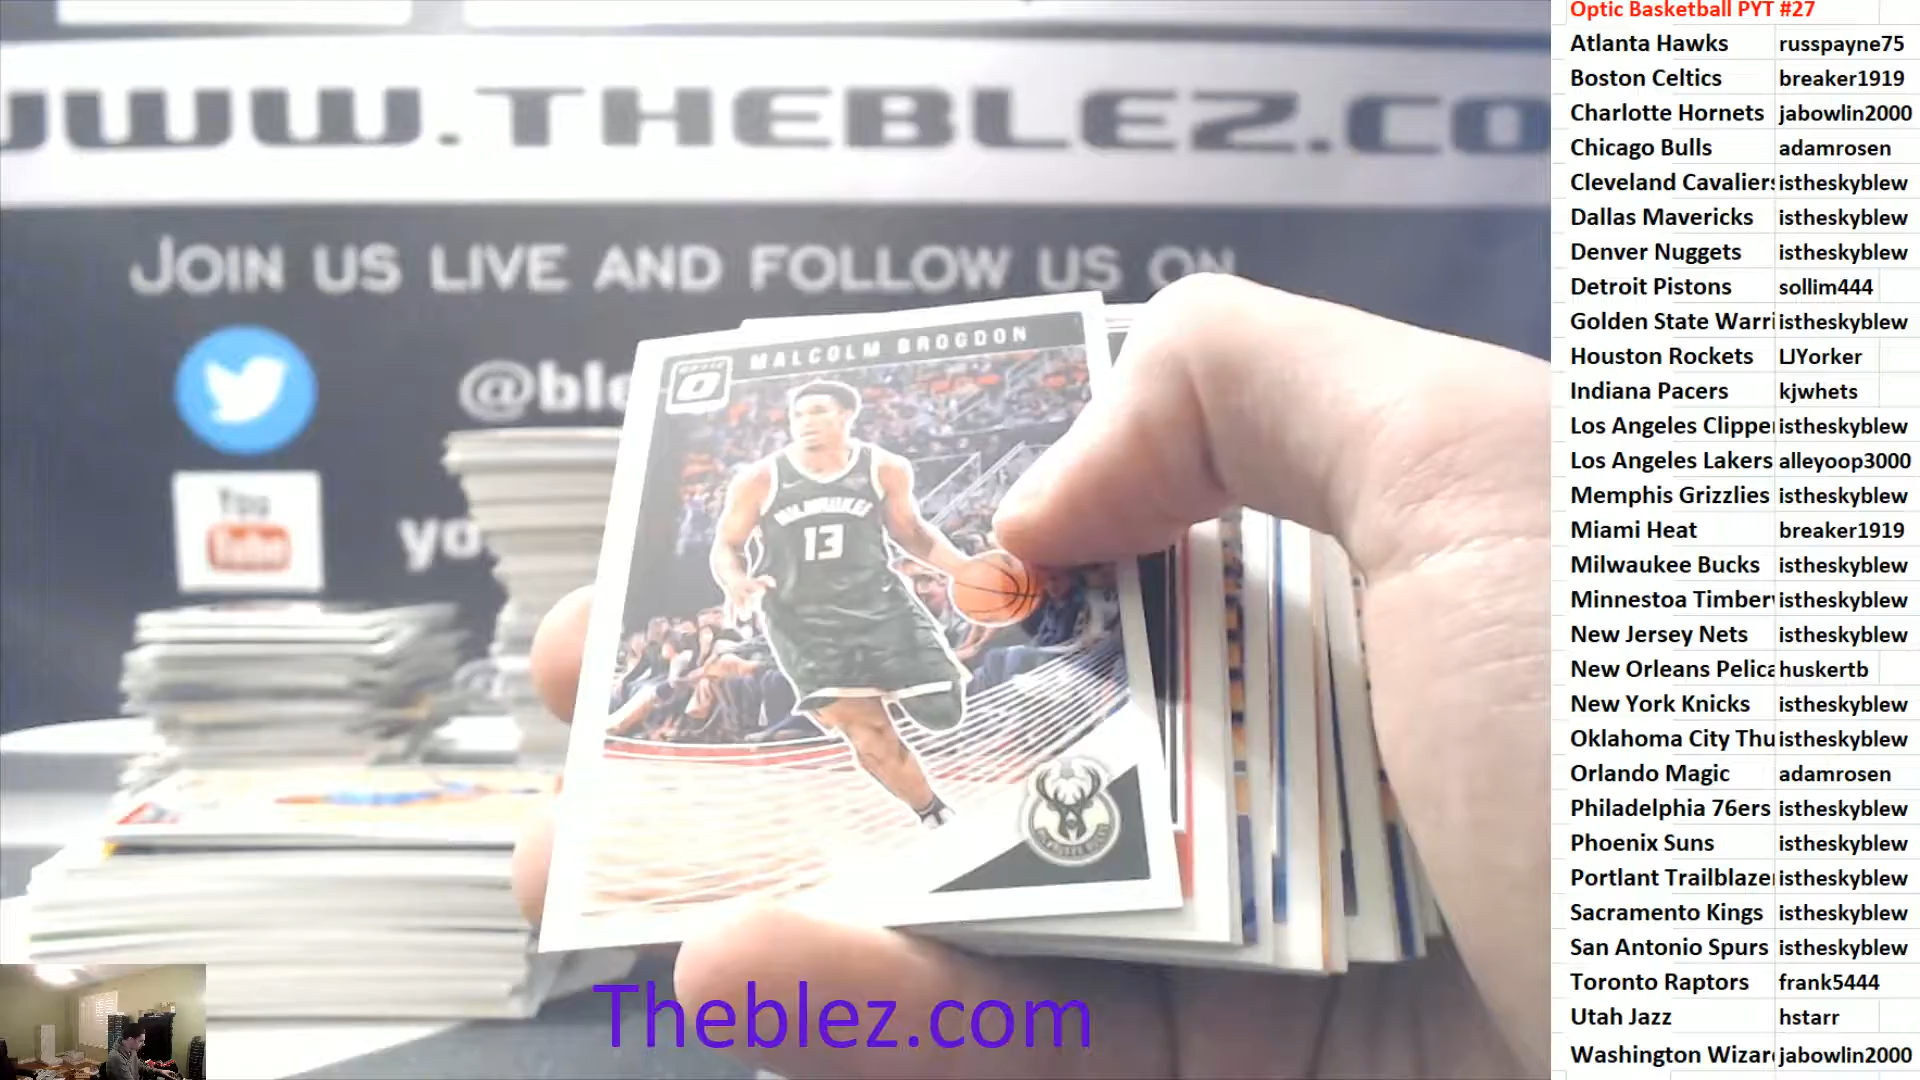 WWW.THEBLEZ.CO
JOIN US LIVE AND FOLLOW US ON
@ble
You
Tube
yo
OPTIC
MALCOLM BROGDON
MILWAUKEE
13
Theblez.com
Optic Basketball PYT #27
Atlanta Hawks russpayne75
Boston Celtics breaker1919
Charlotte Hornets jabowlin2000
Chicago Bulls adamrosen
Cleveland Cavaliers istheskyblew
Dallas Mavericks istheskyblew
Denver Nuggets istheskyblew
Detroit Pistons sollim444
Golden State Warri istheskyblew
Houston Rockets LJYorker
Indiana Pacers kjwhets
Los Angeles Clippe istheskyblew
Los Angeles Lakers alleyoop3000
Memphis Grizzlies istheskyblew
Miami Heat breaker1919
Milwaukee Bucks istheskyblew
Minnestoa Timberv istheskyblew
New Jersey Nets istheskyblew
New Orleans Pelica huskertb
New York Knicks istheskyblew
Oklahoma City Thu istheskyblew
Orlando Magic adamrosen
Philadelphia 76ers istheskyblew
Phoenix Suns istheskyblew
Portlant Trailblaze istheskyblew
Sacramento Kings istheskyblew
San Antonio Spurs istheskyblew
Toronto Raptors frank5444
Utah Jazz hstarr
Washington Wizar jabowlin2000